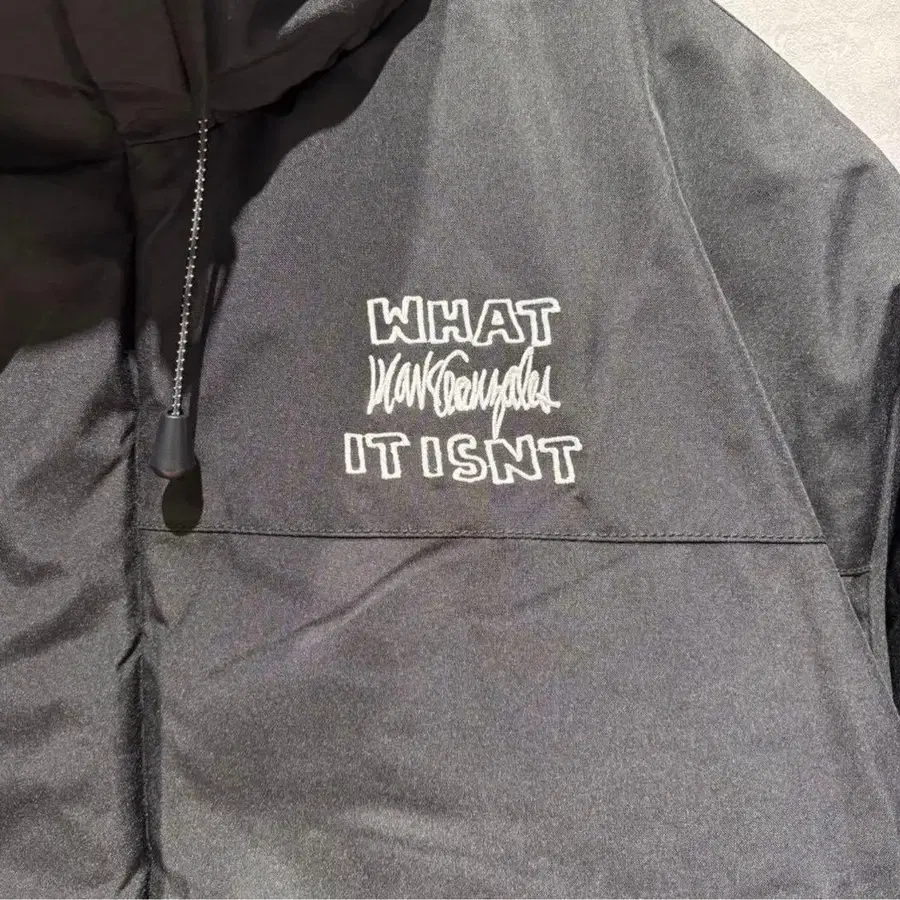 WHAT
Mark Gonzales
IT ISNT